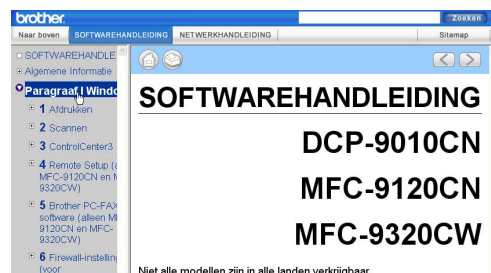 brother.
Zoeken
Naar boven
SOFTWAREHANDLEIDING
NETWERKHANDLEIDING
Sitemap
SOFTWAREHANDLE
Algemene Informatie
Paragraaf I Windo
1 Afdrukken
2 Scannen
3 ControlCenter3
4 Remote Setup (a
MFC-9120CN en M
9320CW)
5 Brother PC-FAX
software (alleen MF
9120CN en MFC-
9320CW)
6 Firewall-instelling
(voor
SOFTWAREHANDLEIDING
DCP-9010CN
MFC-9120CN
MFC-9320CW
Niet alle modellen zijn in alle landen verkrijgbaar